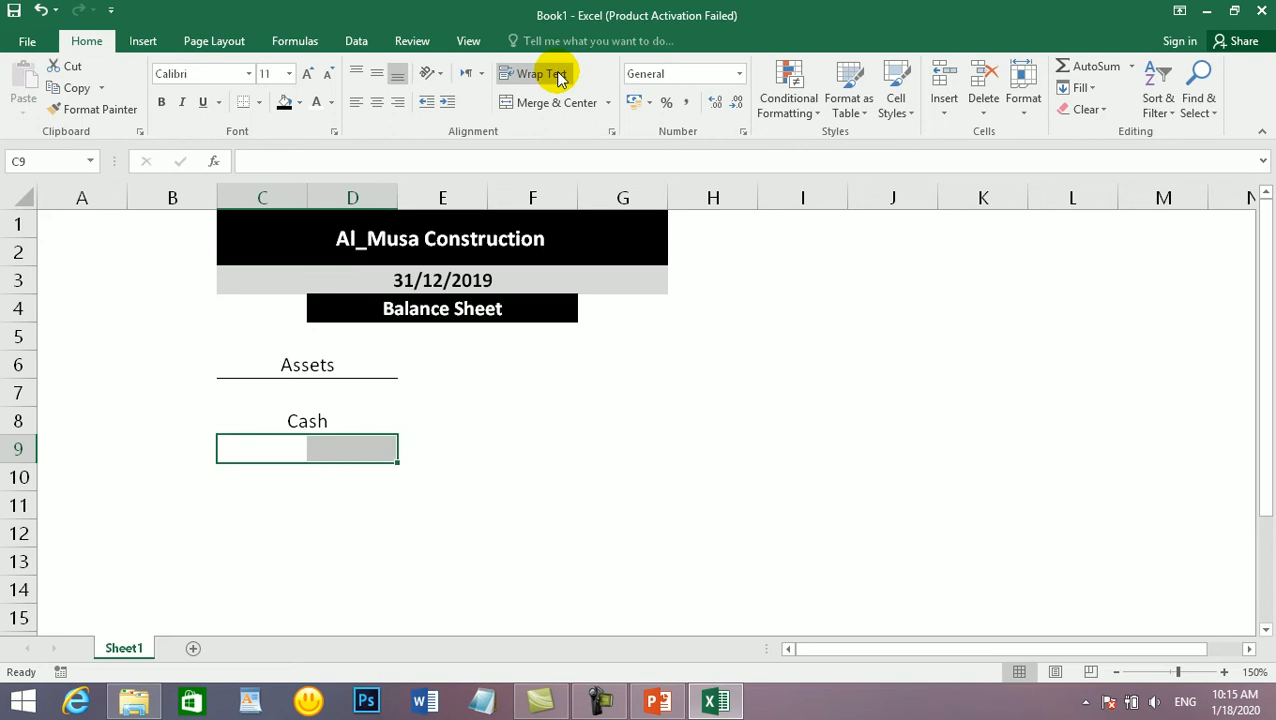 Book1 - Excel (Product Activation Failed)
File Home Insert Page Layout Formulas Data Review View Tell me what you want to do... Sign in Share
Cut
Copy
Format Painter
Paste
Clipboard
Calibri 11
B I U A A A
Font
Wrap Text
Merge & Center
Alignment
General
% ,
Number
Conditional Formatting
Format as Table
Cell Styles
Styles
Insert Delete Format
Cells
AutoSum
Fill
Clear
Sort & Filter
Find & Select
Editing
C9 fx
A B C D E F G H I J K L M N
1
2 Al_Musa Construction
3 31/12/2019
4 Balance Sheet
5
6 Assets
7
8 Cash
9
10
11
12
13
14
15
Sheet1
Ready 150%
ENG 10:15 AM
1/18/2020